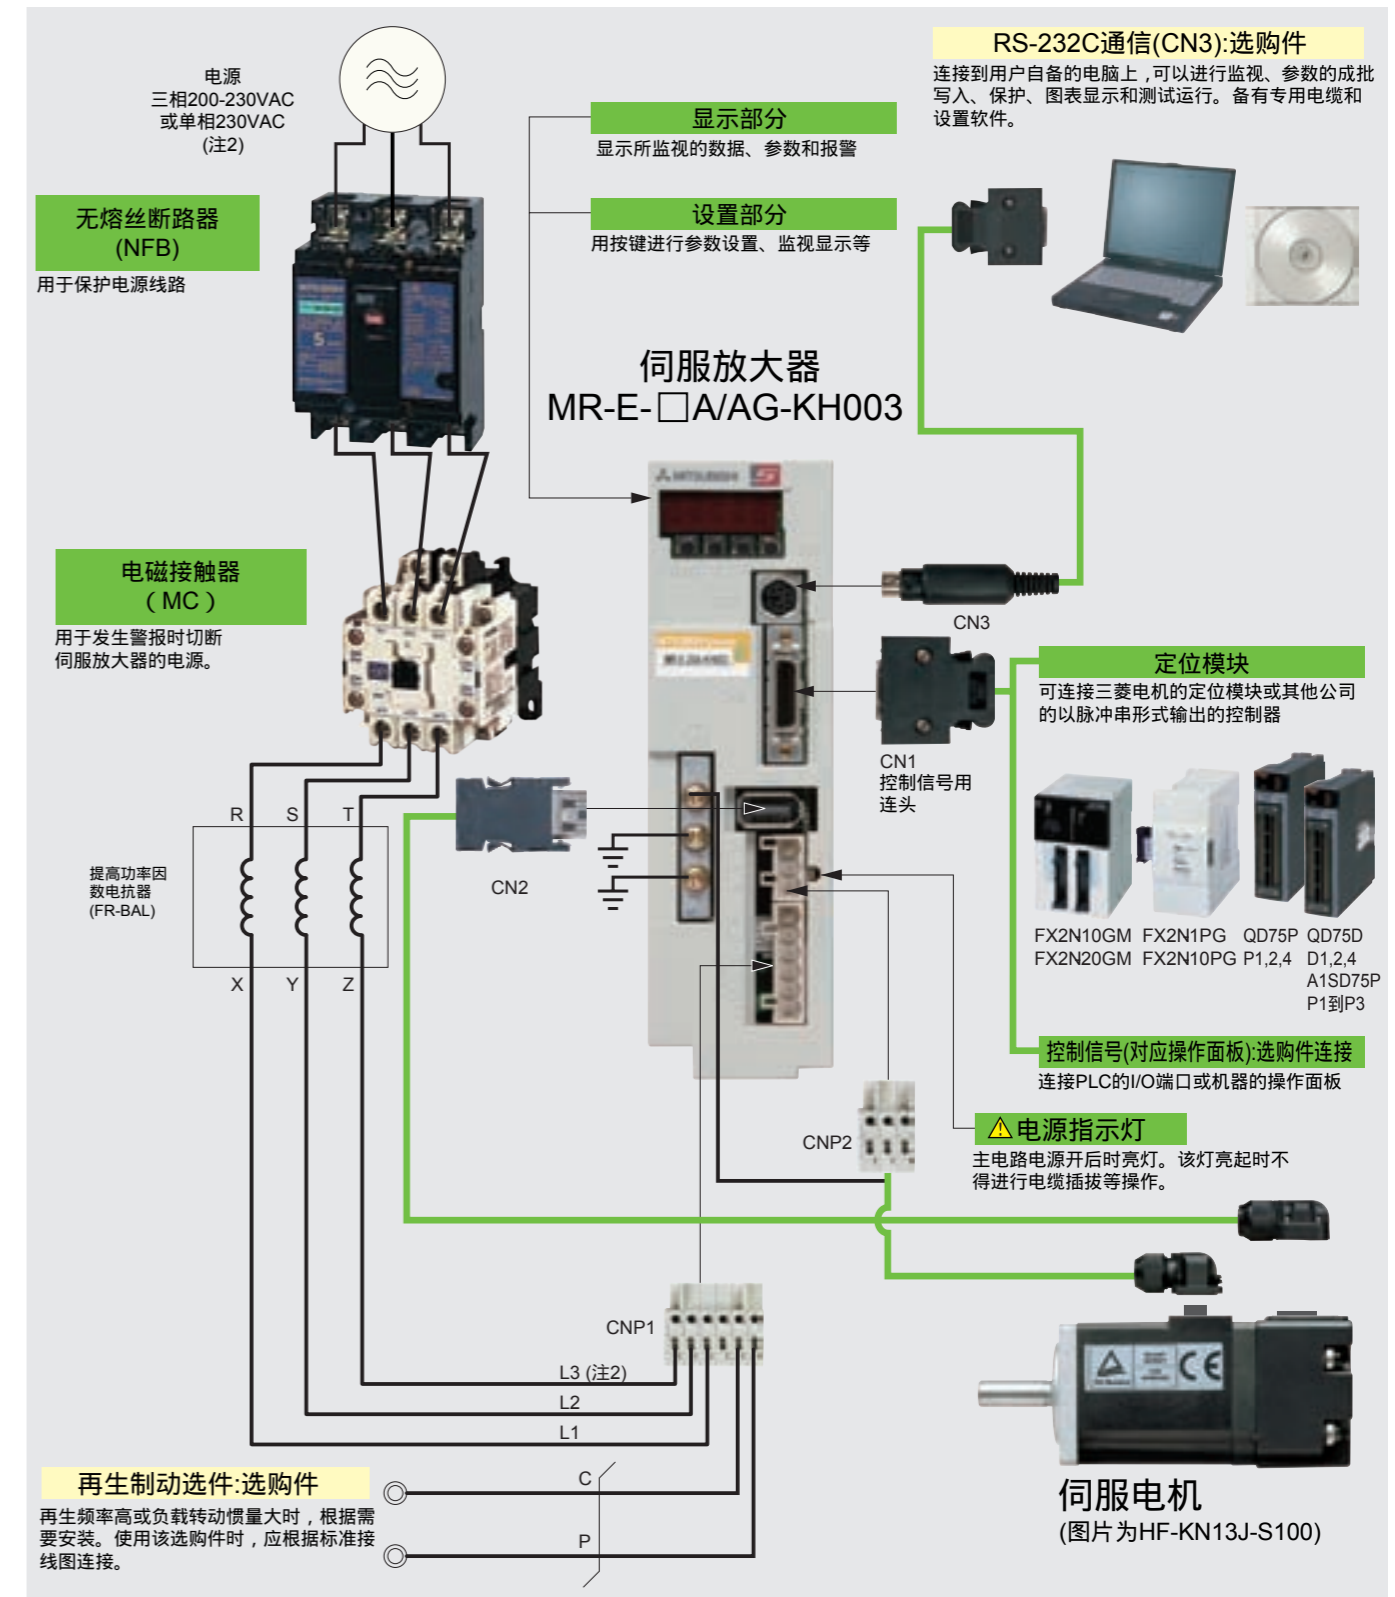 电源
三相200-230VAC
或单相230VAC
(注2)
无熔丝断路器
(NFB)
用于保护电源线路
显示部分
显示所监视的数据、参数和报警
设置部分
用按键进行参数设置、监视显示等
RS-232C通信(CN3):选购件
连接到用户自备的电脑上,可以进行监视、参数的成批
写入、保护、图表显示和测试运行。备有专用电缆和
设置软件。
伺服放大器
MR-E-□A/AG-KH003
MITSUBISHI
5
电磁接触器
(MC)
用于发生警报时切断
伺服放大器的电源。
CN3
定位模块
可连接三菱电机的定位模块或其他公司
的以脉冲串形式输出的控制器
CN1
控制信号用
连头
CN2
R S T
提高功率因
数电抗器
(FR-BAL)
X Y Z
FX2N10GM FX2N1PG QD75P QD75D
FX2N20GM FX2N10PG P1,2,4 D1,2,4
A1SD75P
P1到P3
控制信号(对应操作面板):选购件连接
连接PLC的I/O端口或机器的操作面板
电源指示灯
主电路电源开后时亮灯。该灯亮起时不
得进行电缆插拔等操作。
CNP2
CNP1
L3 (注2)
L2
L1
C
P
再生制动选件:选购件
再生频率高或负载转动惯量大时,根据需
要安装。使用该选购件时,应根据标准接
线图连接。
CE
伺服电机
(图片为HF-KN13J-S100)